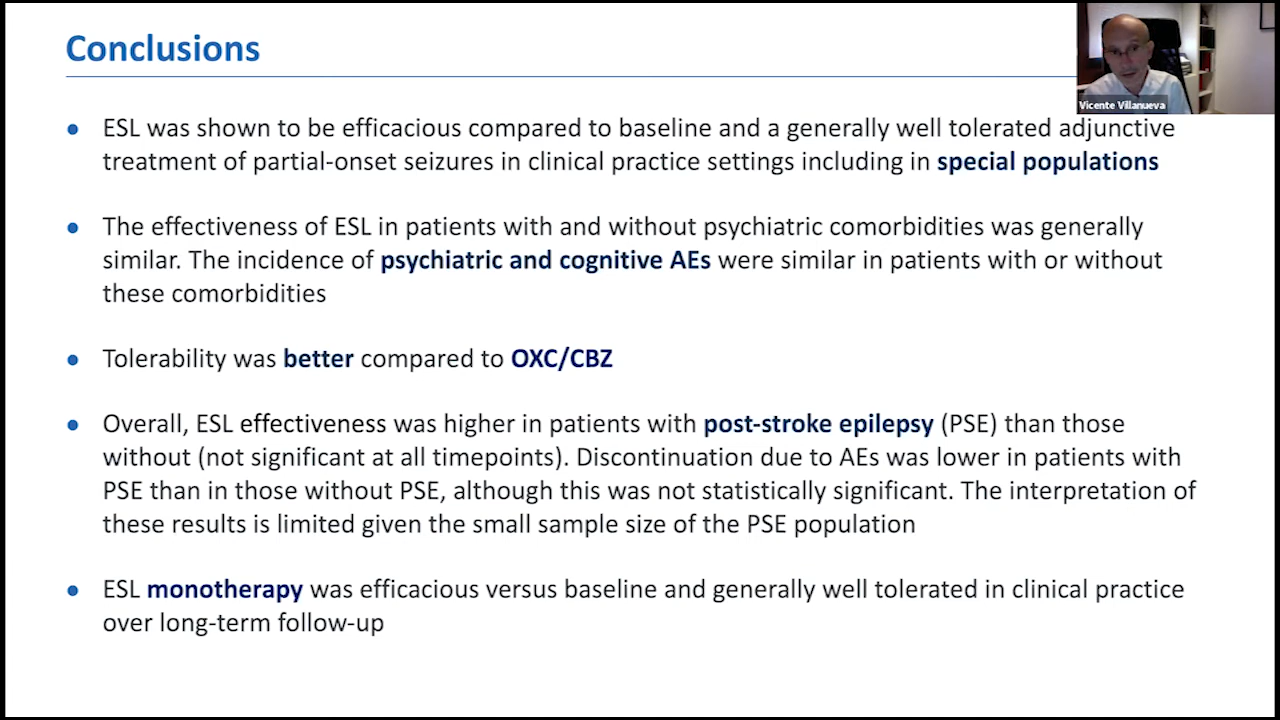 Conclusions
Vicente Villanueva
● ESL was shown to be efficacious compared to baseline and a generally well tolerated adjunctive
treatment of partial-onset seizures in clinical practice settings including in special populations
● The effectiveness of ESL in patients with and without psychiatric comorbidities was generally
similar. The incidence of psychiatric and cognitive AEs were similar in patients with or without
these comorbidities
● Tolerability was better compared to OXC/CBZ
● Overall, ESL effectiveness was higher in patients with post-stroke epilepsy (PSE) than those
without (not significant at all timepoints). Discontinuation due to AEs was lower in patients with
PSE than in those without PSE, although this was not statistically significant. The interpretation of
these results is limited given the small sample size of the PSE population
● ESL monotherapy was efficacious versus baseline and generally well tolerated in clinical practice
over long-term follow-up